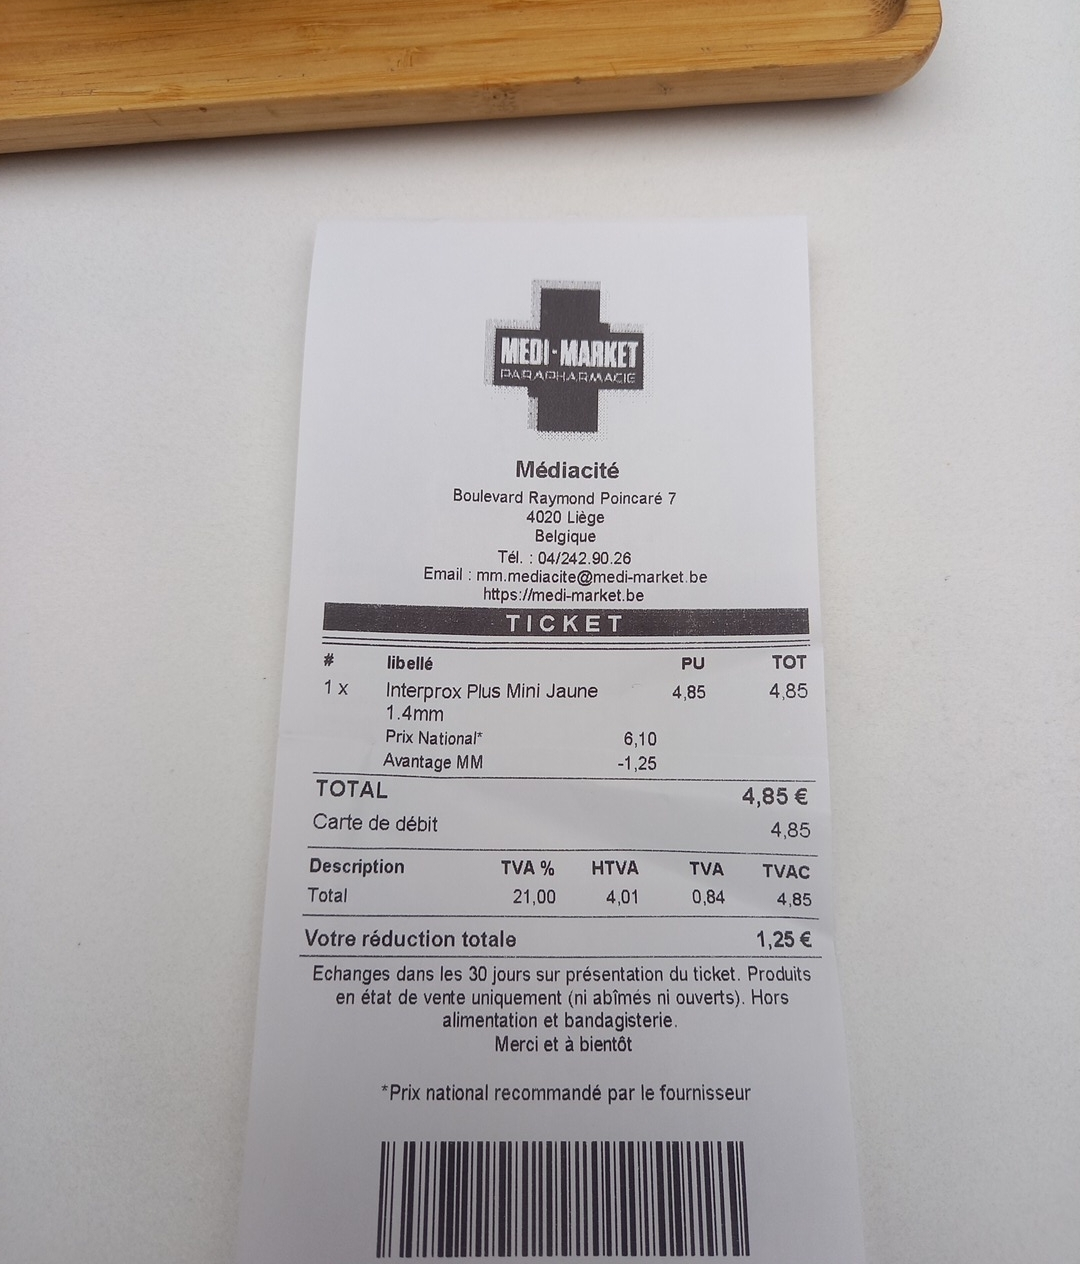 MEDI-MARKET
PARAPHARMACIE
Médiacité
Boulevard Raymond Poincaré 7
4020 Liège
Belgique
Tél. : 04/242.90.26
Email : mm.mediacite@medi-market.be
https://medi-market.be
TICKET
# libellé PU TOT
1 x Interprox Plus Mini Jaune 4,85 4,85
1.4mm
Prix National* 6,10
Avantage MM -1,25
TOTAL 4,85 €
Carte de débit 4,85
Description TVA % HTVA TVA TVAC
Total 21,00 4,01 0,84 4,85
Votre réduction totale 1,25 €
Echanges dans les 30 jours sur présentation du ticket. Produits
en état de vente uniquement (ni abîmés ni ouverts). Hors
alimentation et bandagisterie.
Merci et à bientôt
*Prix national recommandé par le fournisseur